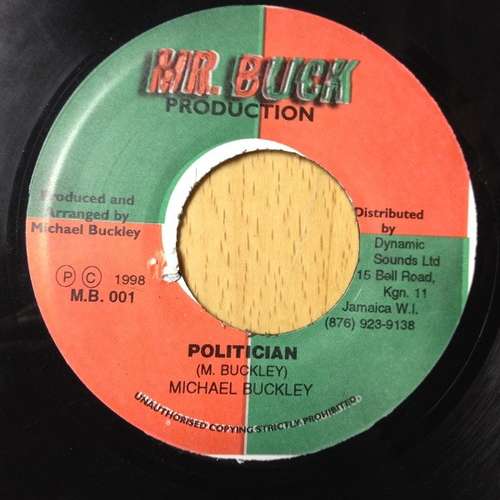 MR. BUCK
PRODUCTION
Produced and
Arranged by
Michael Buckley
P C 1998
M.B. 001
Distributed
by
Dynamic
Sounds Ltd
15 Bell Road,
Kgn. 11
Jamaica W.I.
(876) 923-9138
POLITICIAN
(M. BUCKLEY)
MICHAEL BUCKLEY
UNAUTHORISED COPYING STRICTLY PROHIBITED